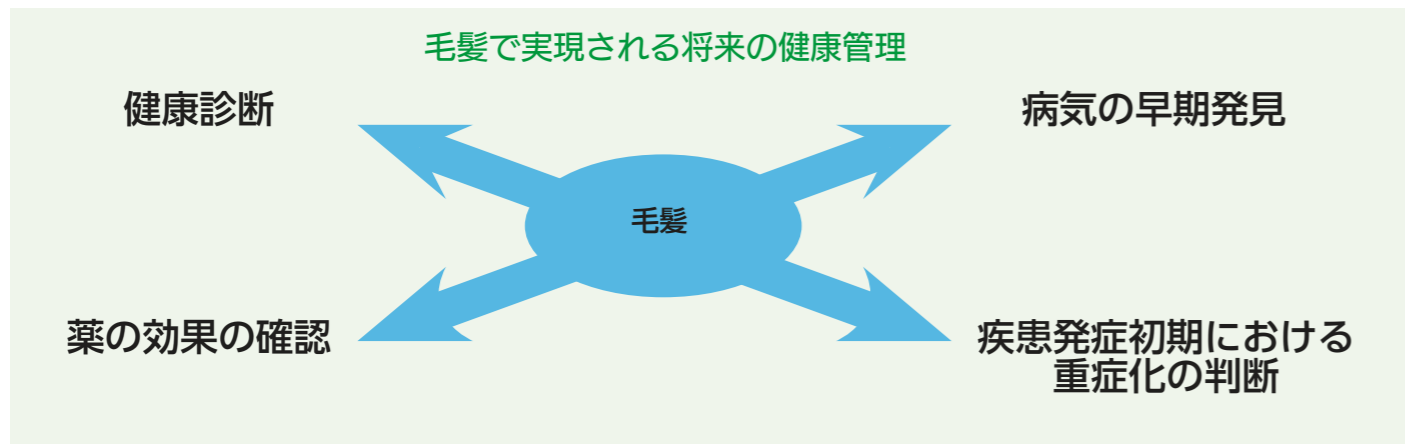 毛髪で実現される将来の健康管理
健康診断
病気の早期発見
毛髪
薬の効果の確認
疾患発症初期における
重症化の判断